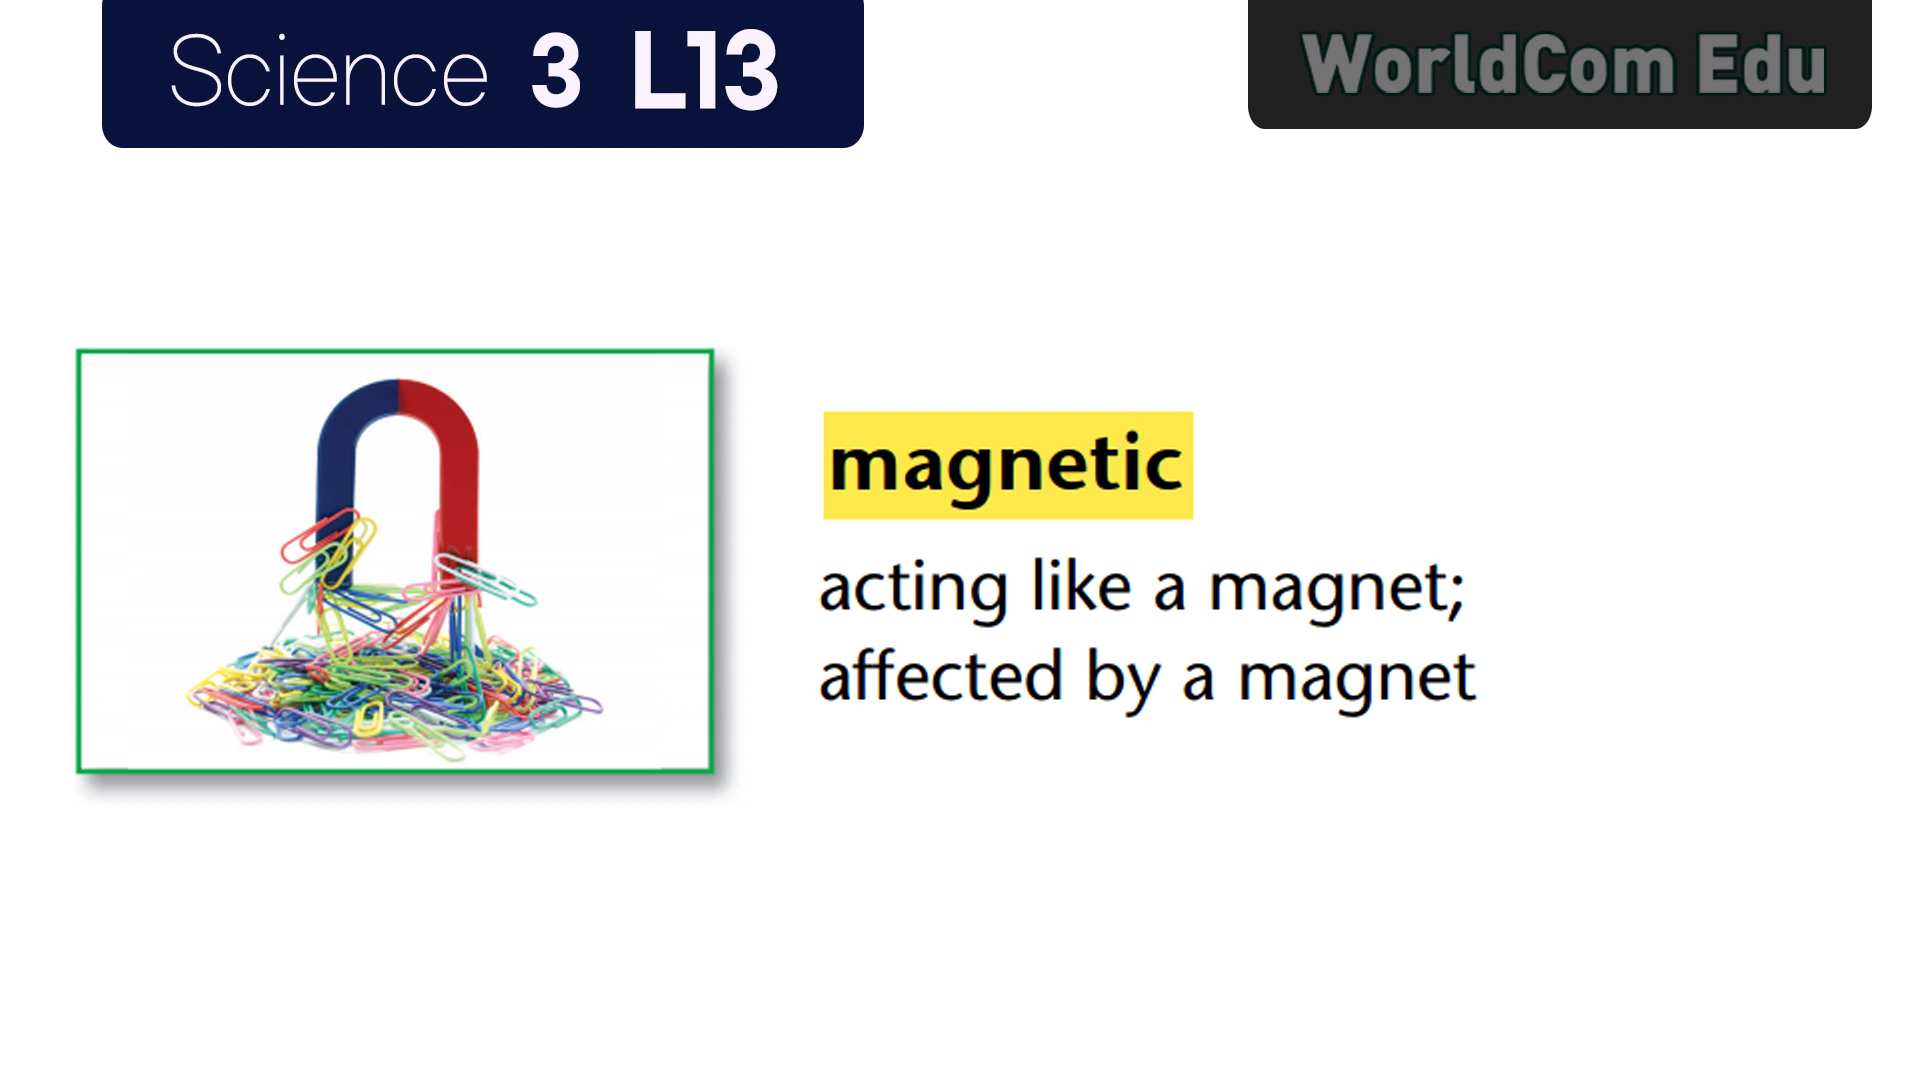 Science 3 L13
WorldCom Edu
magnetic
acting like a magnet;
affected by a magnet